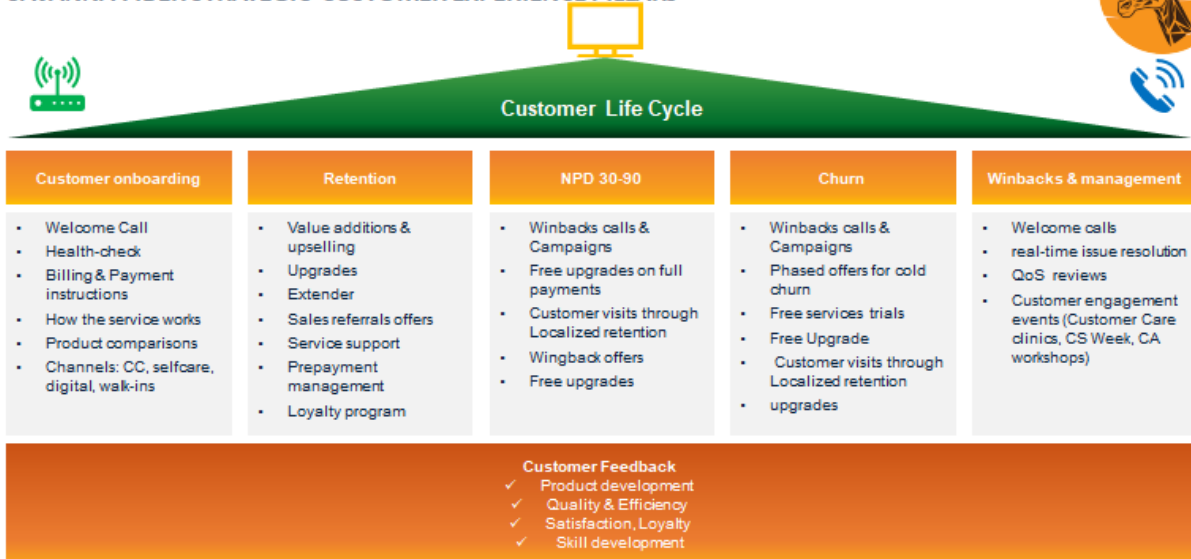 Customer Life Cycle
Customer onboarding
Welcome Call
Health-check
Billing & Payment
instructions
How the service works
Product comparisons
Channels: CC, selfcare,
digital, walk-ins
Retention
Value additions &
upselling
Upgrades
Extender
Sales referrals offers
Service support
Prepayment
management
Loyalty program
NPD 30-90
Winbacks calls &
Campaigns
Free upgrades on full
payments
Customer visits through
Localized retention
Wingback offers
Free upgrades
Churn
Winbacks calls &
Campaigns
Phased offers for cold
churn
Free services trials
Free Upgrade
Customer visits through
Localized retention
upgrades
Winbacks & management
Welcome calls
real-time issue resolution
QoS reviews
Customer engagement
events (Customer Care
clinics, CS Week, CA
workshops)
Customer Feedback
✓ Product development
✓ Quality & Efficiency
✓ Satisfaction, Loyalty
✓ Skill development